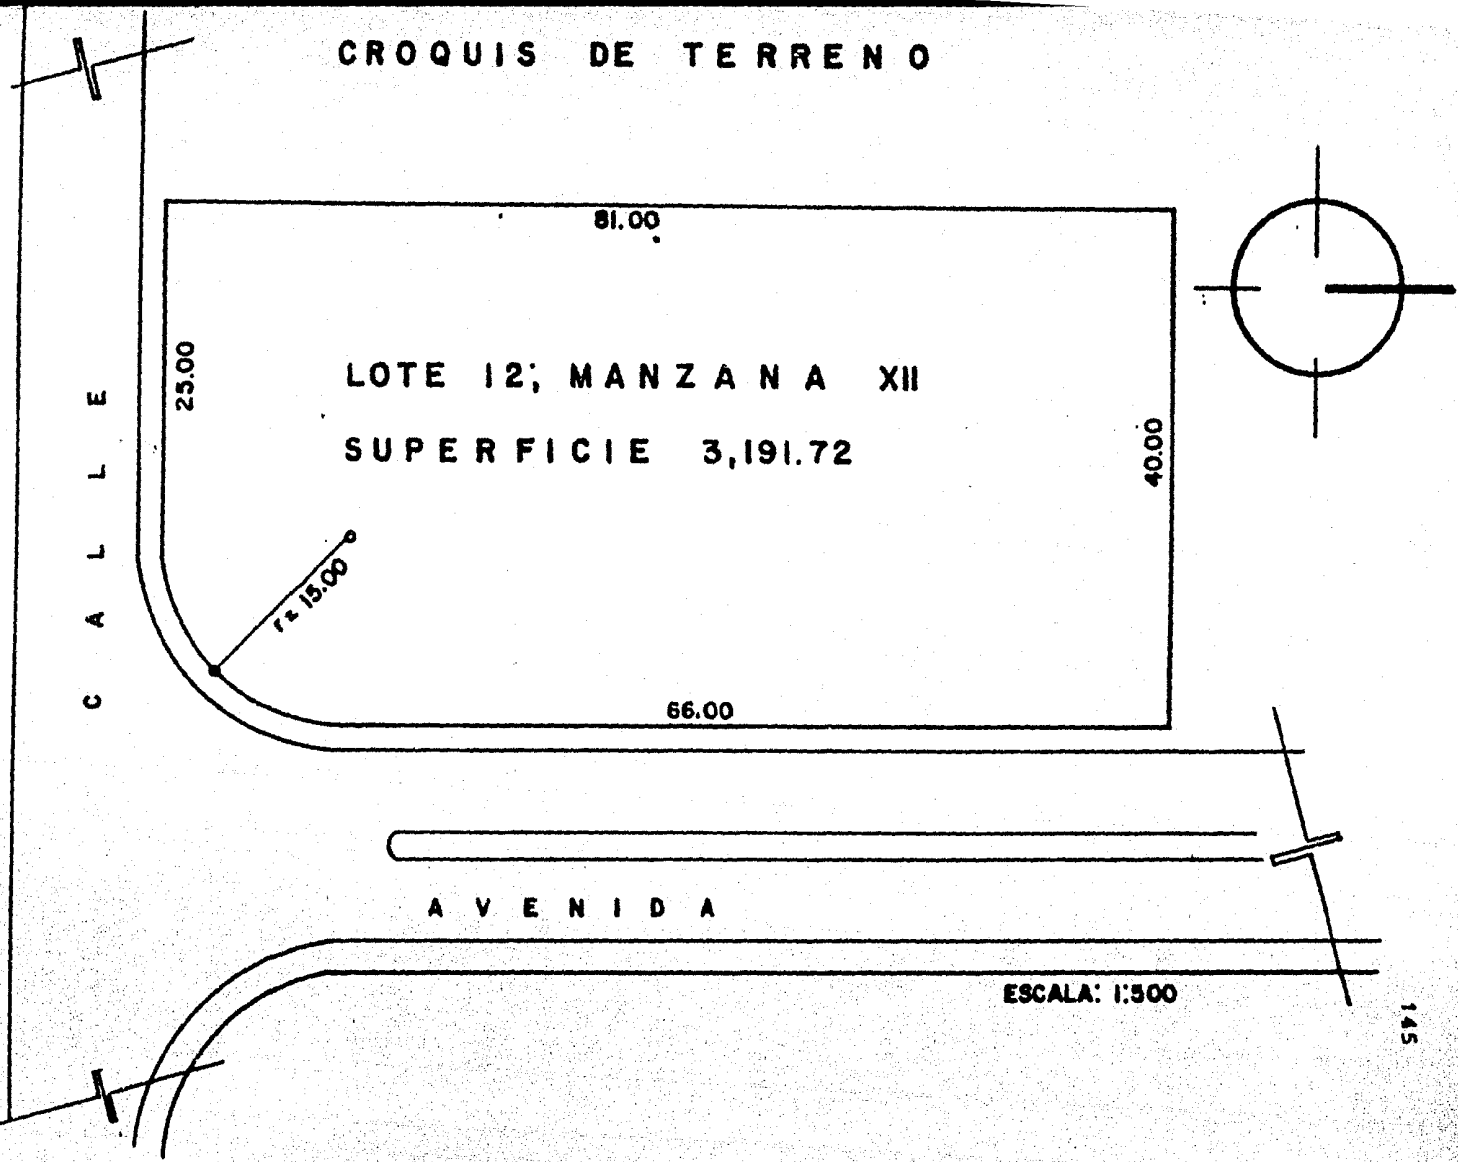 CROQUIS DE TERRENO
81.00
25.00
LOTE 12, MANZANA XII
SUPERFICIE 3,191.72
40.00
CALLE
r = 15.00
66.00
AVENIDA
ESCALA: 1:500
145